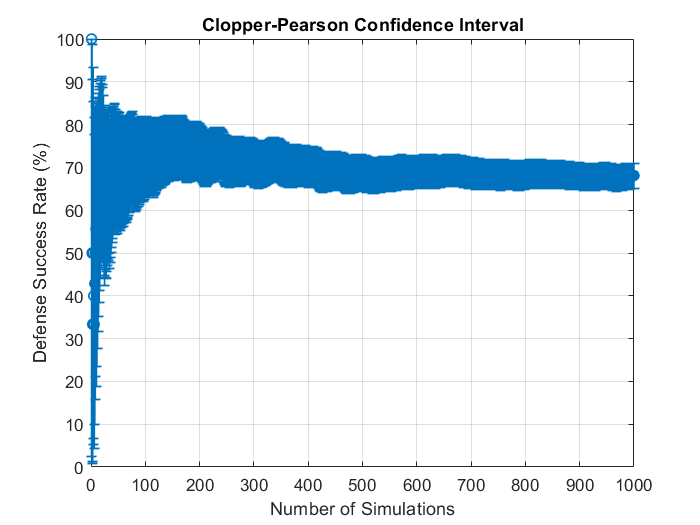 Clopper-Pearson Confidence Interval
Defense Success Rate (%)
100
90
80
70
60
50
40
30
20
10
0
0 100 200 300 400 500 600 700 800 900 1000
Number of Simulations